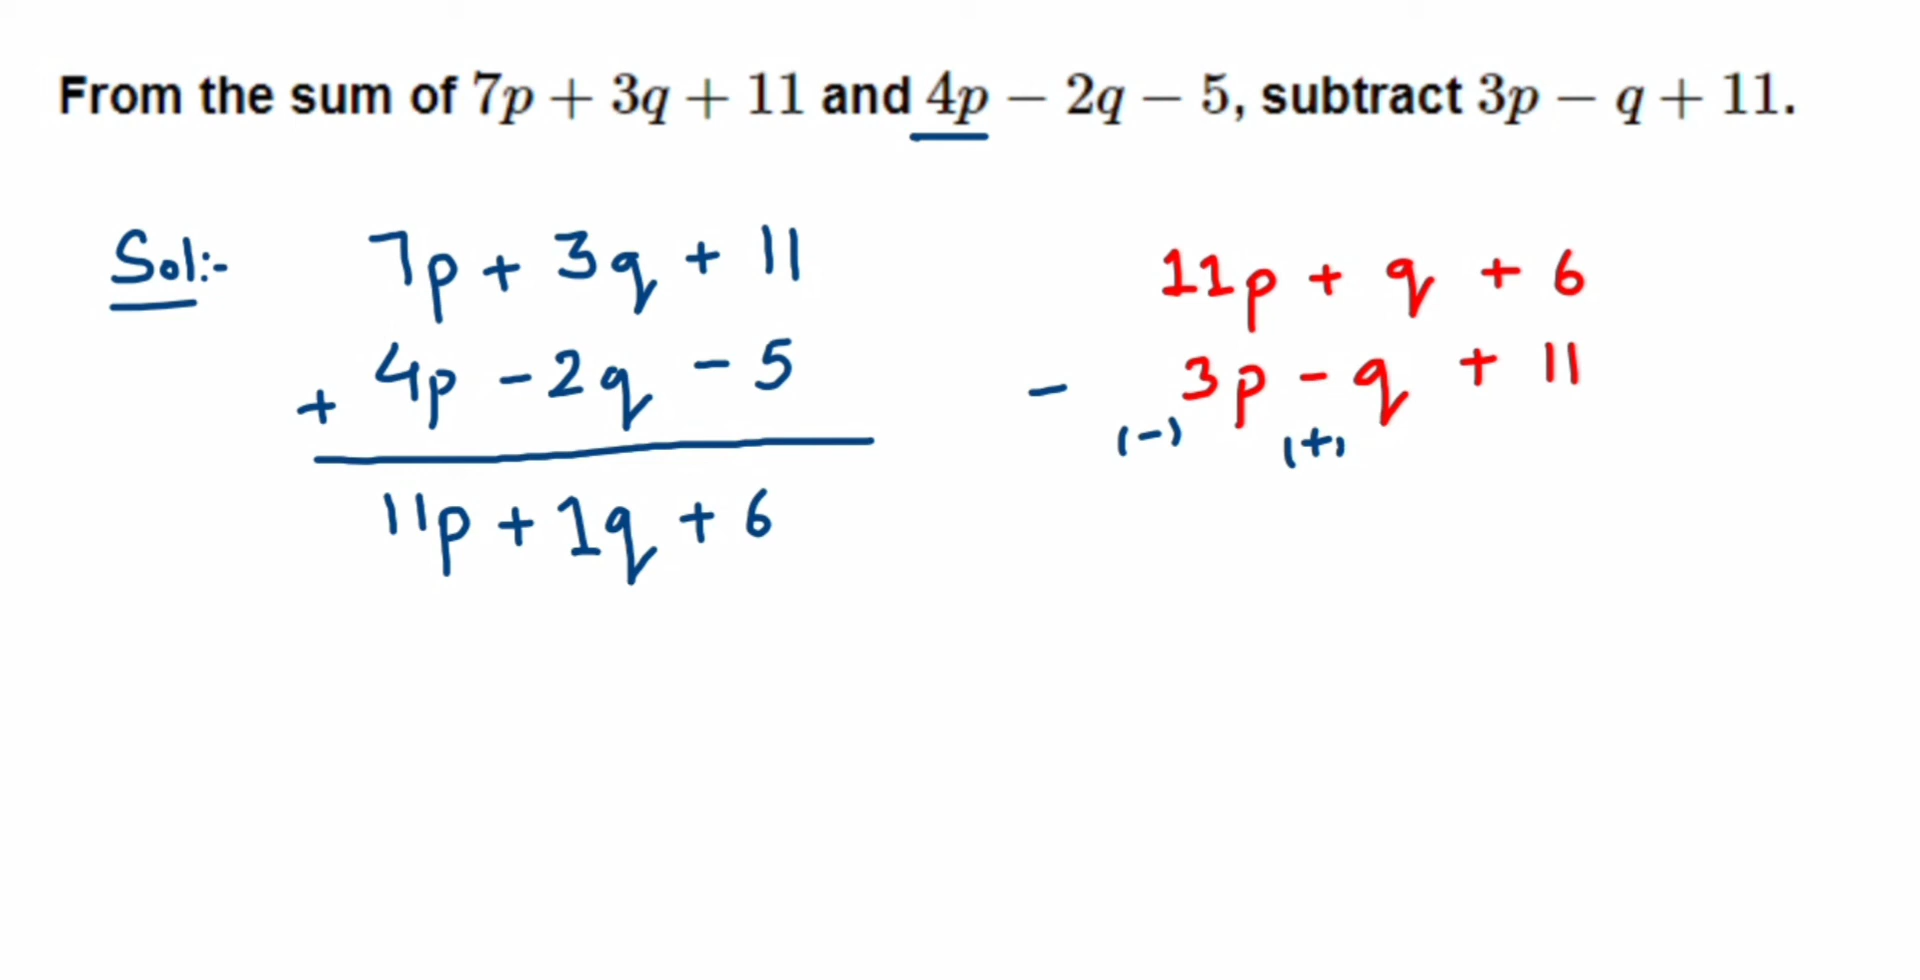 From the sum of 7p + 3q + 11 and 4p − 2q − 5, subtract 3p − q + 11.
Sol:-
7p + 3q + 11
+ 4p - 2q - 5
11p + 1q + 6
11p + q + 6
- 3p - q + 11
(-) (+)